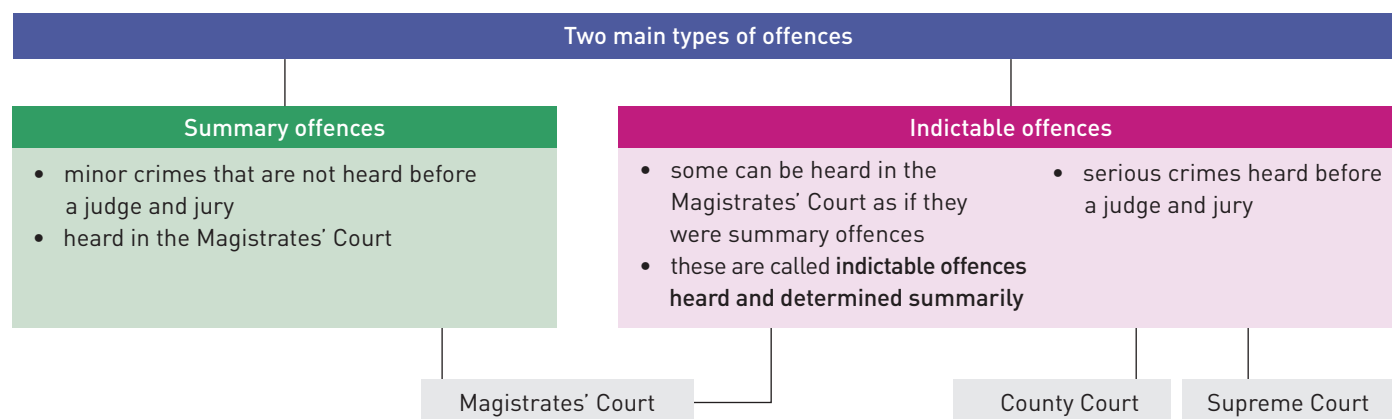 Two main types of offences
Summary offences
• minor crimes that are not heard before
a judge and jury
• heard in the Magistrates’ Court
Indictable offences
• some can be heard in the
Magistrates’ Court as if they
were summary offences
• these are called indictable offences
heard and determined summarily
• serious crimes heard before
a judge and jury
Magistrates’ Court
County Court
Supreme Court